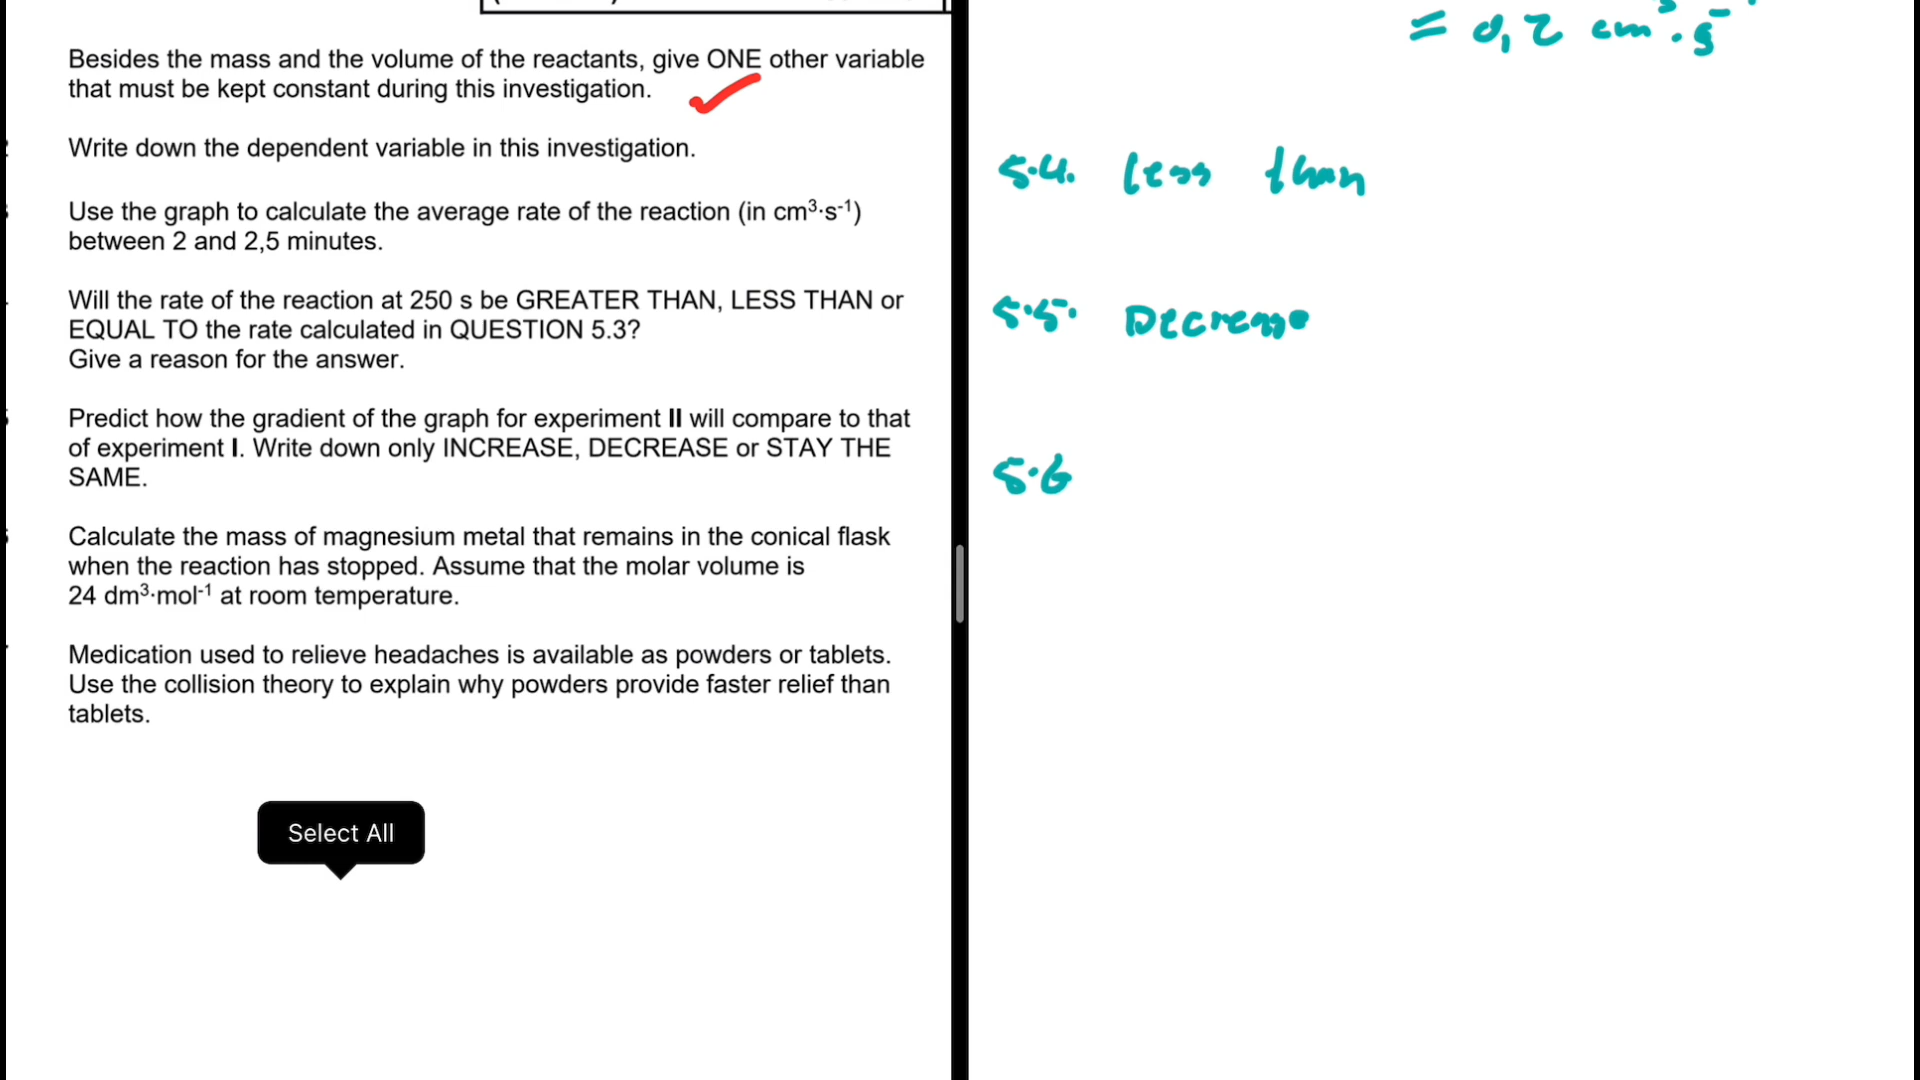 Besides the mass and the volume of the reactants, give ONE other variable
that must be kept constant during this investigation.
Write down the dependent variable in this investigation.
Use the graph to calculate the average rate of the reaction (in cm³·s⁻¹)
between 2 and 2,5 minutes.
Will the rate of the reaction at 250 s be GREATER THAN, LESS THAN or
EQUAL TO the rate calculated in QUESTION 5.3?
Give a reason for the answer.
Predict how the gradient of the graph for experiment II will compare to that
of experiment I. Write down only INCREASE, DECREASE or STAY THE
SAME.
Calculate the mass of magnesium metal that remains in the conical flask
when the reaction has stopped. Assume that the molar volume is
24 dm³·mol⁻¹ at room temperature.
Medication used to relieve headaches is available as powders or tablets.
Use the collision theory to explain why powders provide faster relief than
tablets.
Select All
= 0,2 cm³.s⁻
5.4. Less than
5.5. Decrease
5.6